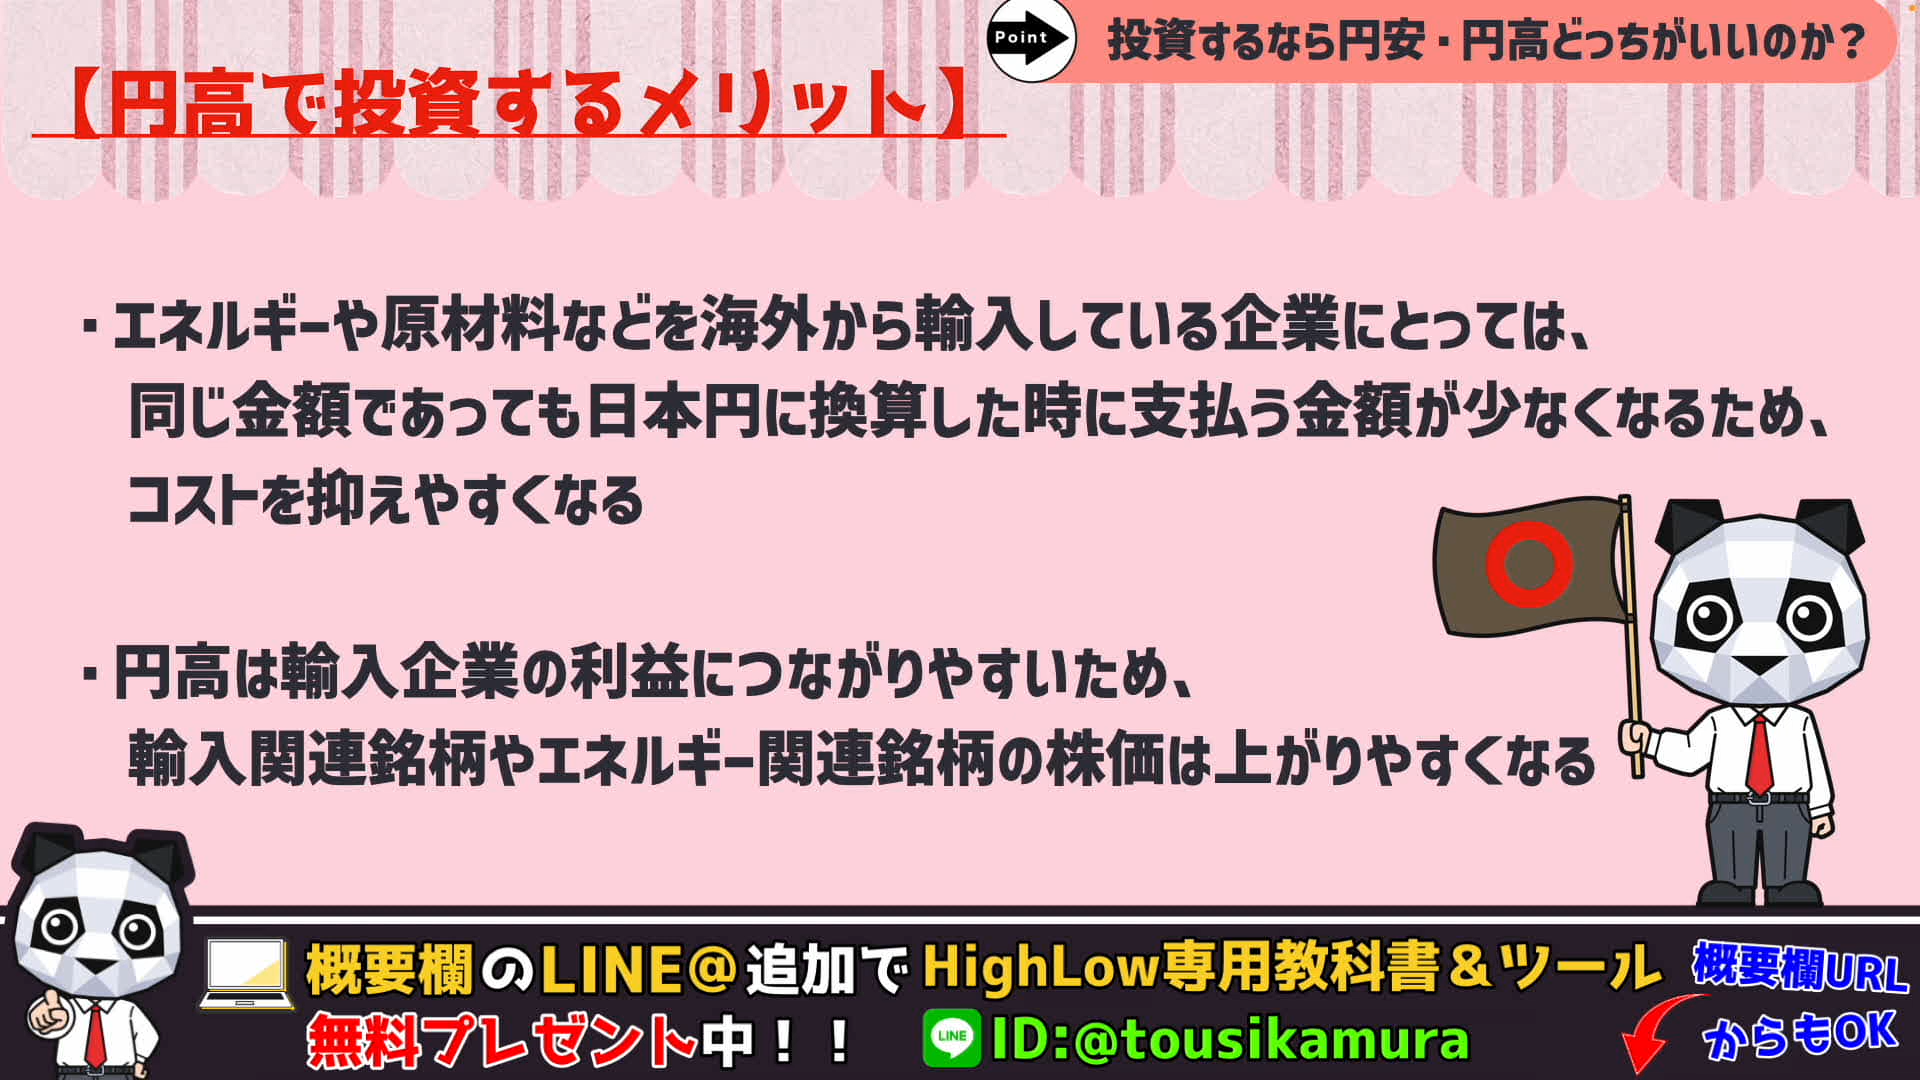 Point
投資するなら円安・円高どっちがいいのか？
【円高で投資するメリット】
・エネルギーや原材料などを海外から輸入している企業にとっては、
同じ金額であっても日本円に換算した時に支払う金額が少なくなるため、
コストを抑えやすくなる
・円高は輸入企業の利益につながりやすいため、
輸入関連銘柄やエネルギー関連銘柄の株価は上がりやすくなる
概要欄のLINE@追加でHighLow専用教科書＆ツール
無料プレゼント中！！
LINE
ID:@tousikamura
概要欄URL
からもOK